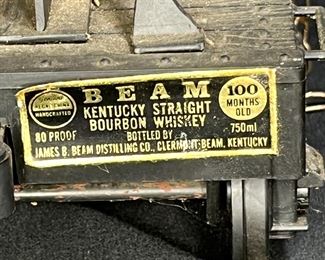 BEAM
KENTUCKY STRAIGHT
BOURBON WHISKEY
HANDCRAFTED
100
MONTHS
OLD
80 PROOF
BOTTLED BY
750ml
JAMES B. BEAM DISTILLING CO., CLERMONT-BEAM, KENTUCKY